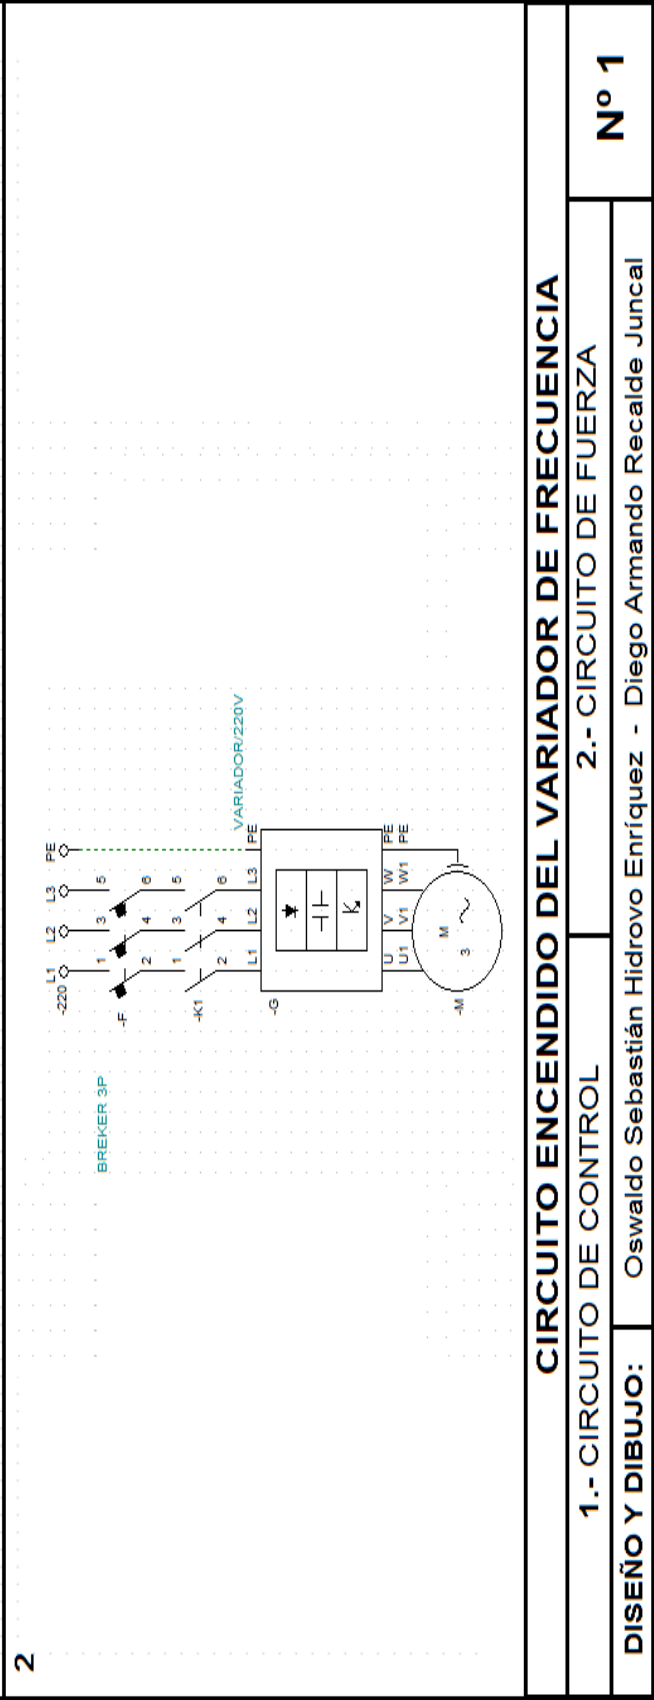 2
L1 L2 L3 PE
-220
BREKER 3P
1 3 5
-F
2 4 6
1 3 5
-K1
2 4 6
VARIADOR/220V
L1 L2 L3 PE
-G
U V W PE
U1 V1 W1 PE
M
3
-M
CIRCUITO ENCENDIDO DEL VARIADOR DE FRECUENCIA
1.- CIRCUITO DE CONTROL 2.- CIRCUITO DE FUERZA Nº 1
DISEÑO Y DIBUJO: Oswaldo Sebastián Hidrovo Enríquez - Diego Armando Recalde Juncal